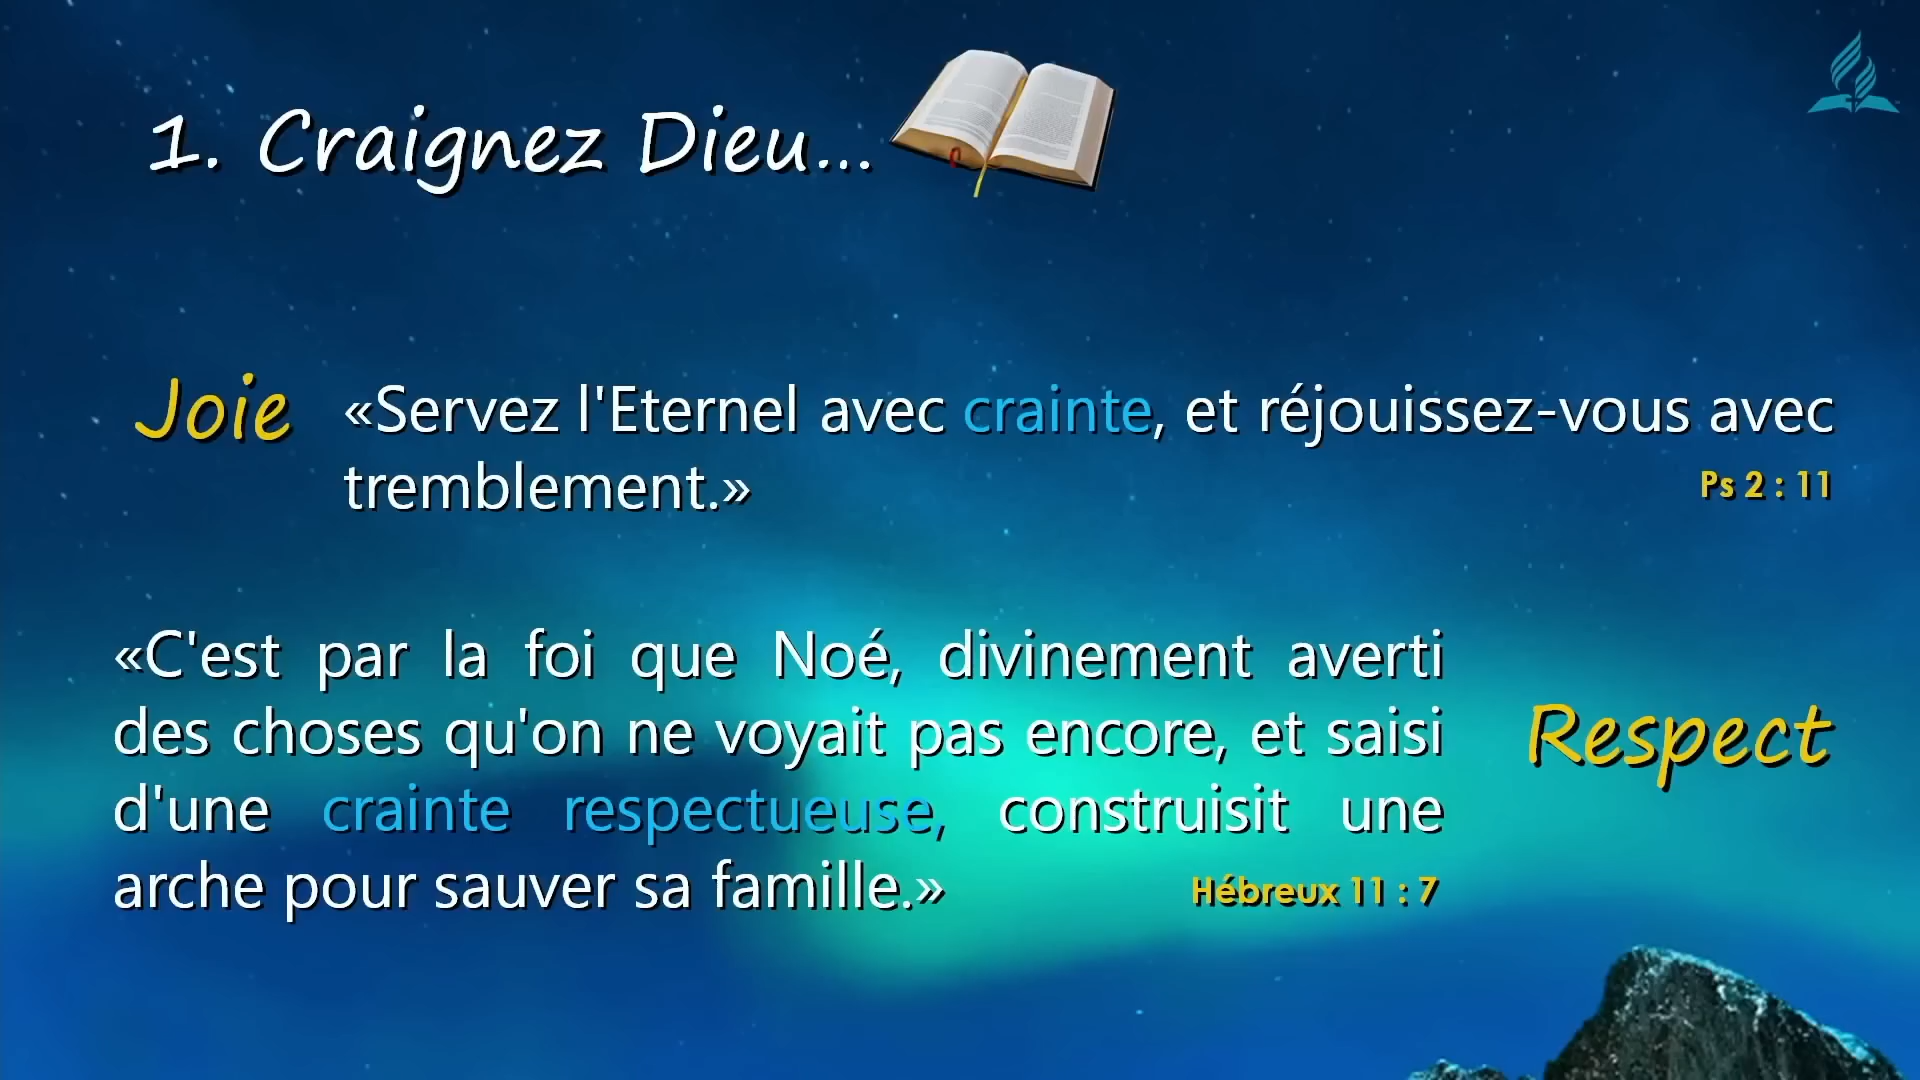 1. Craignez Dieu...
Joie
«Servez l'Eternel avec crainte, et réjouissez-vous avec
tremblement.»
Ps 2 : 11
«C'est par la foi que Noé, divinement averti
des choses qu'on ne voyait pas encore, et saisi
d'une crainte respectueuse, construisit une
arche pour sauver sa famille.»
Hébreux 11 : 7
Respect